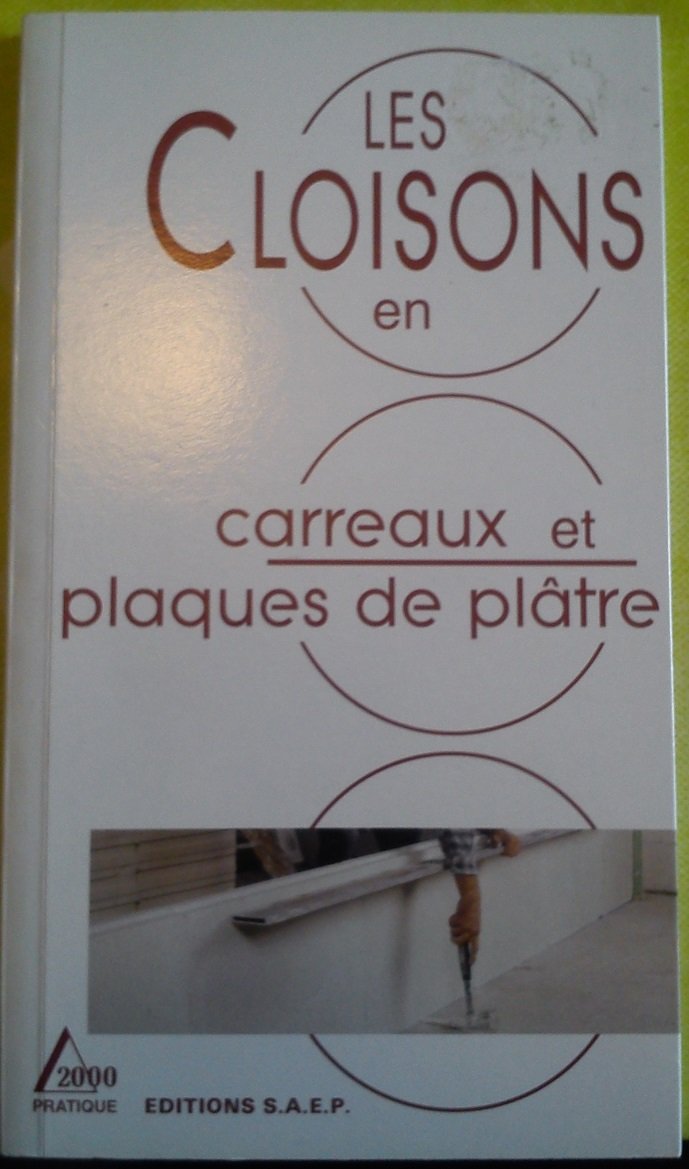 LES
CLOISONS
en
carreaux et
plaques de plâtre
2000
PRATIQUE
EDITIONS S.A.E.P.